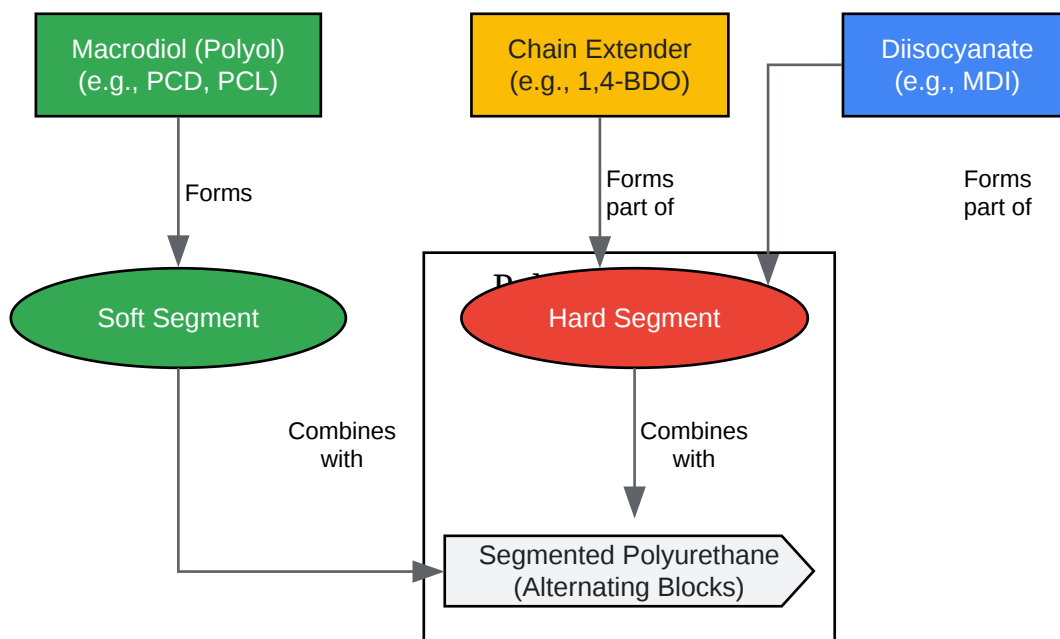 Macrodiol (Polyol)
(e.g., PCD, PCL)
Chain Extender
(e.g., 1,4-BDO)
Diisocyanate
(e.g., MDI)
Forms
Forms
part of
Forms
part of
Soft Segment
Hard Segment
Combines
with
Combines
with
Segmented Polyurethane
(Alternating Blocks)